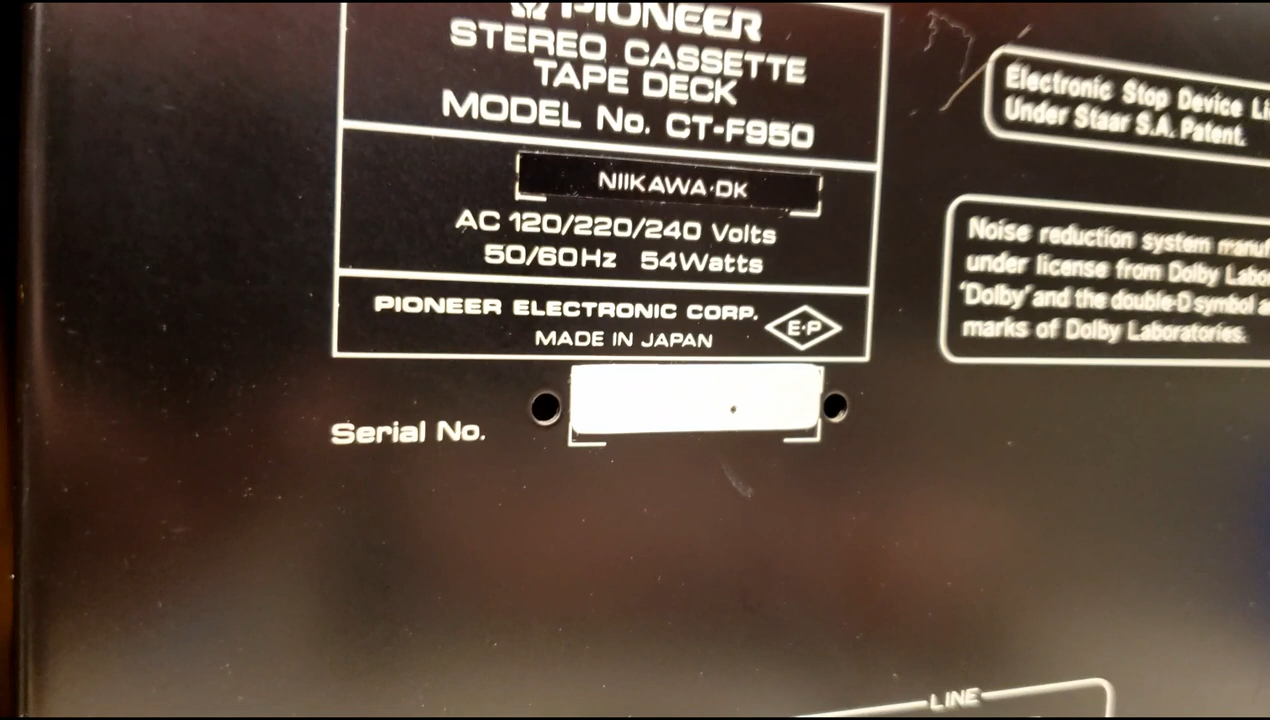 PIONEER
STEREO CASSETTE
TAPE DECK
MODEL No. CT-F950
NIIKAWA·DK
AC 120/220/240 Volts
50/60Hz 54Watts
PIONEER ELECTRONIC CORP.
MADE IN JAPAN
E·P
Serial No.
Electronic Stop Device Li
Under Staar S.A. Patent.
Noise reduction system manuf
under license from Dolby Labo
'Dolby' and the double-D symbol a
marks of Dolby Laboratories.
LINE